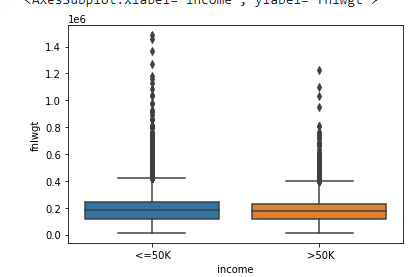 <AxesSubplot:xlabel='income', ylabel='fnlwgt'>
1e6
1.4
1.2
1.0
0.8
0.6
0.4
0.2
0.0
fnlwgt
<=50K >50K
income